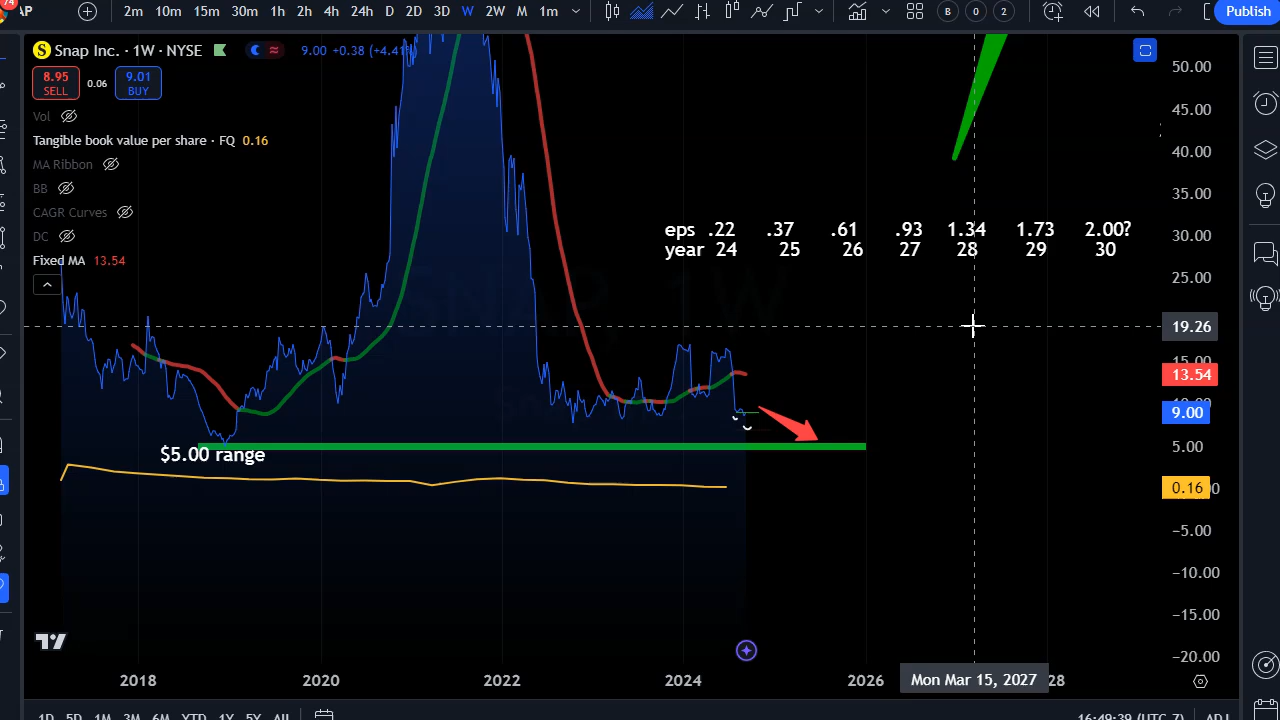 74
AP 2m 10m 15m 30m 1h 2h 4h 24h D 2D 3D W 2W M 1m B O 2 Publish
S Snap Inc. · 1W · NYSE 9.00 +0.38 (+4.41
8.95 SELL 0.06 9.01 BUY
Vol
Tangible book value per share · FQ 0.16
MA Ribbon
BB
CAGR Curves
DC
Fixed MA 13.54
eps .22 .37 .61 .93 1.34 1.73 2.00?
year 24 25 26 27 28 29 30
$5.00 range
50.00
45.00
40.00
35.00
30.00
25.00
19.26
15.00
13.54
9.00
5.00
0.16
−5.00
−10.00
−15.00
−20.00
2018 2020 2022 2024 2026 Mon Mar 15, 2027 28
1D 5D 1M 3M 6M YTD 1Y 5Y All 16:49:39 (UTC-7) ADJ